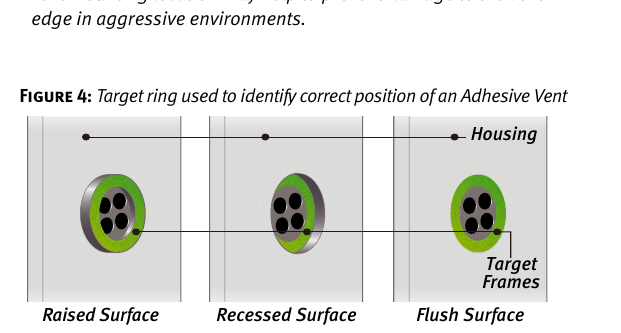 edge in aggressive environments.
FIGURE 4: Target ring used to identify correct position of an Adhesive Vent
Housing
Target
Frames
Raised Surface
Recessed Surface
Flush Surface